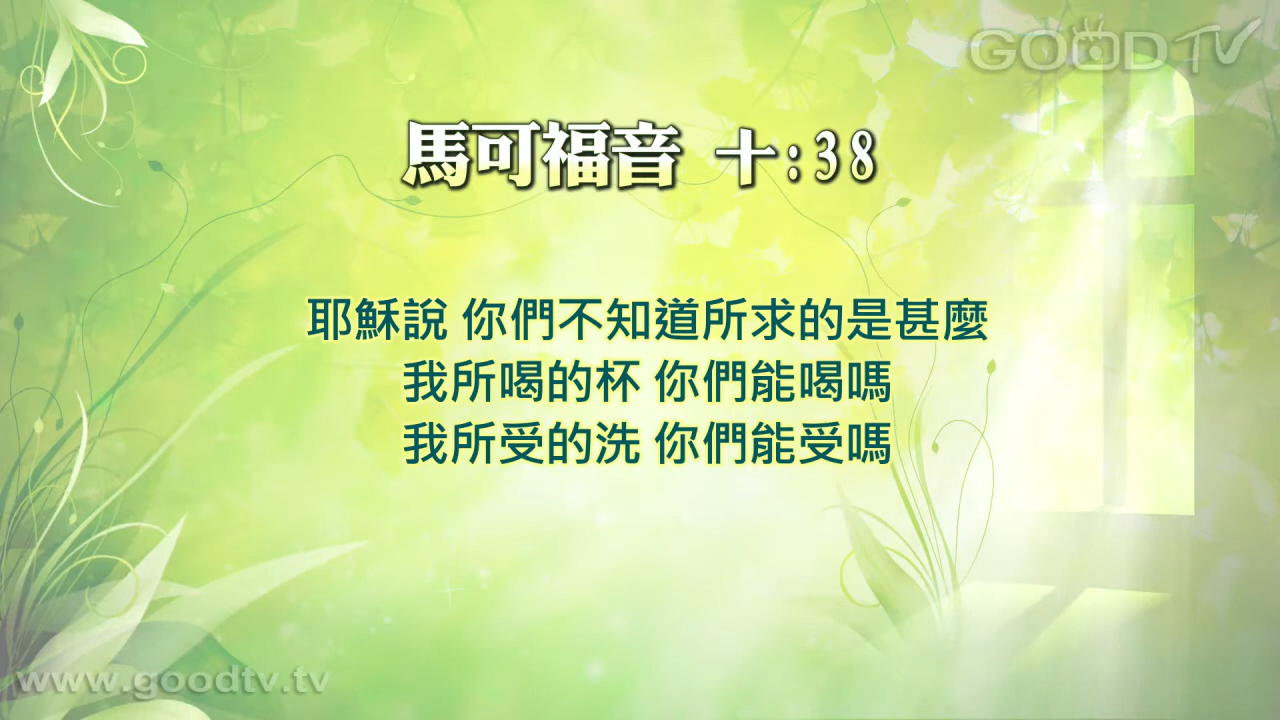 GOOD TV
馬可福音 十:38
耶穌說 你們不知道所求的是甚麼
我所喝的杯 你們能喝嗎
我所受的洗 你們能受嗎
www.goodtv.tv